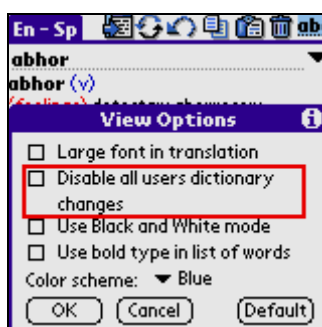 En - Sp
ab
abhor
abhor (v)
View Options
Large font in translation
Disable all users dictionary
changes
Use Black and White mode
Use bold type in list of words
Color scheme: Blue
OK Cancel Default